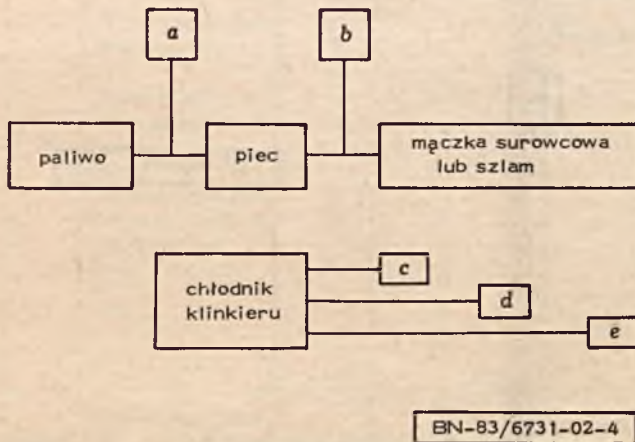 a
b
paliwo
piec
mączka surowcowa
lub szlam
chłodnik
klinkieru
c
d
e
BN-83/6731-02-4